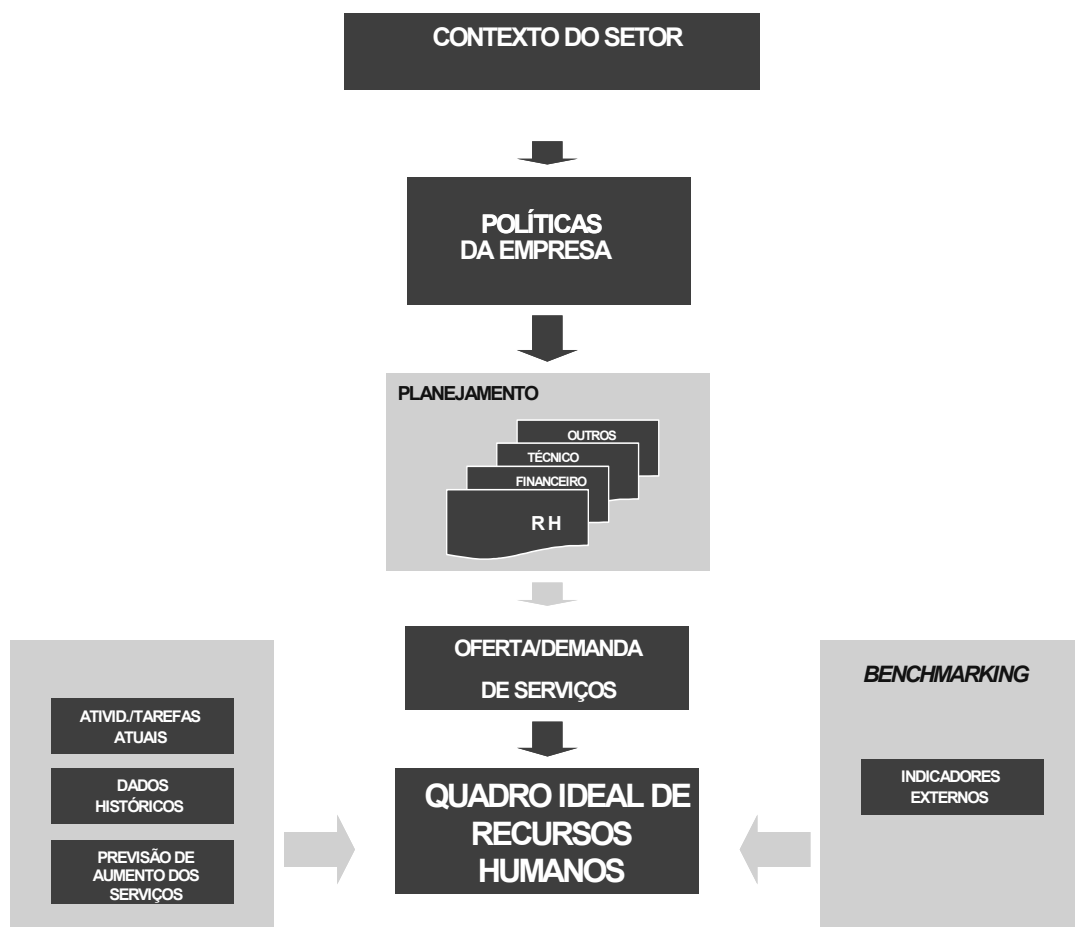 CONTEXTO DO SETOR
POLÍTICAS
DA EMPRESA
PLANEJAMENTO
OUTROS
TÉCNICO
FINANCEIRO
RH
OFERTA/DEMANDA
DE SERVIÇOS
ATIVID./TAREFAS
ATUAIS
DADOS
HISTÓRICOS
PREVISÃO DE
AUMENTO DOS
SERVIÇOS
QUADRO IDEAL DE
RECURSOS
HUMANOS
BENCHMARKING
INDICADORES
EXTERNOS